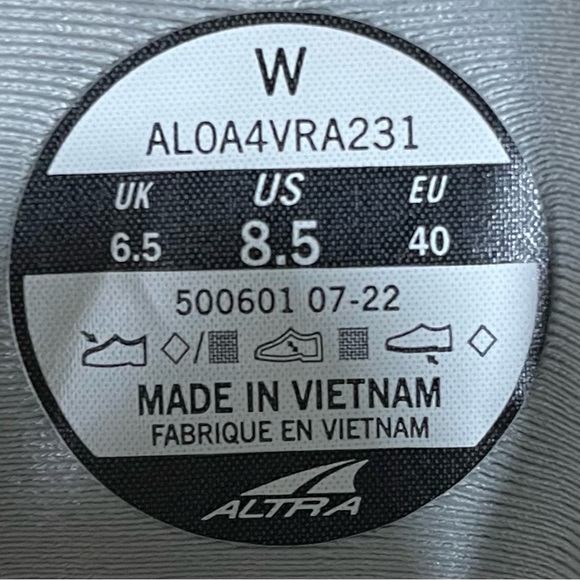 W
AL0A4VRA231
UK US EU
6.5 8.5 40
500601 07-22
/
MADE IN VIETNAM
FABRIQUE EN VIETNAM
ALTRA